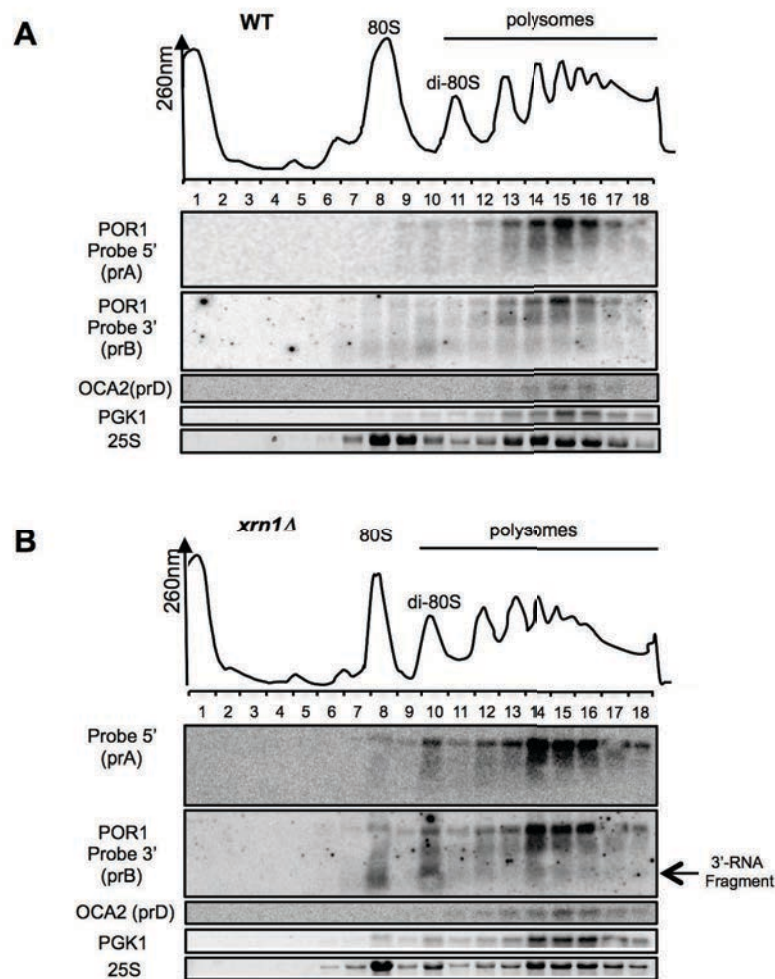 A
WT
80S
polysomes
di-80S
260nm
1 2 3 4 5 6 7 8 9 10 11 12 13 14 15 16 17 18
POR1
Probe 5'
(prA)
POR1
Probe 3'
(prB)
OCA2(prD)
PGK1
25S
B
xrn1Δ
80S
polysomes
di-80S
260nm
1 2 3 4 5 6 7 8 9 10 11 12 13 14 15 16 17 18
Probe 5'
(prA)
POR1
Probe 3'
(prB)
3'-RNA
Fragment
OCA2 (prD)
PGK1
25S